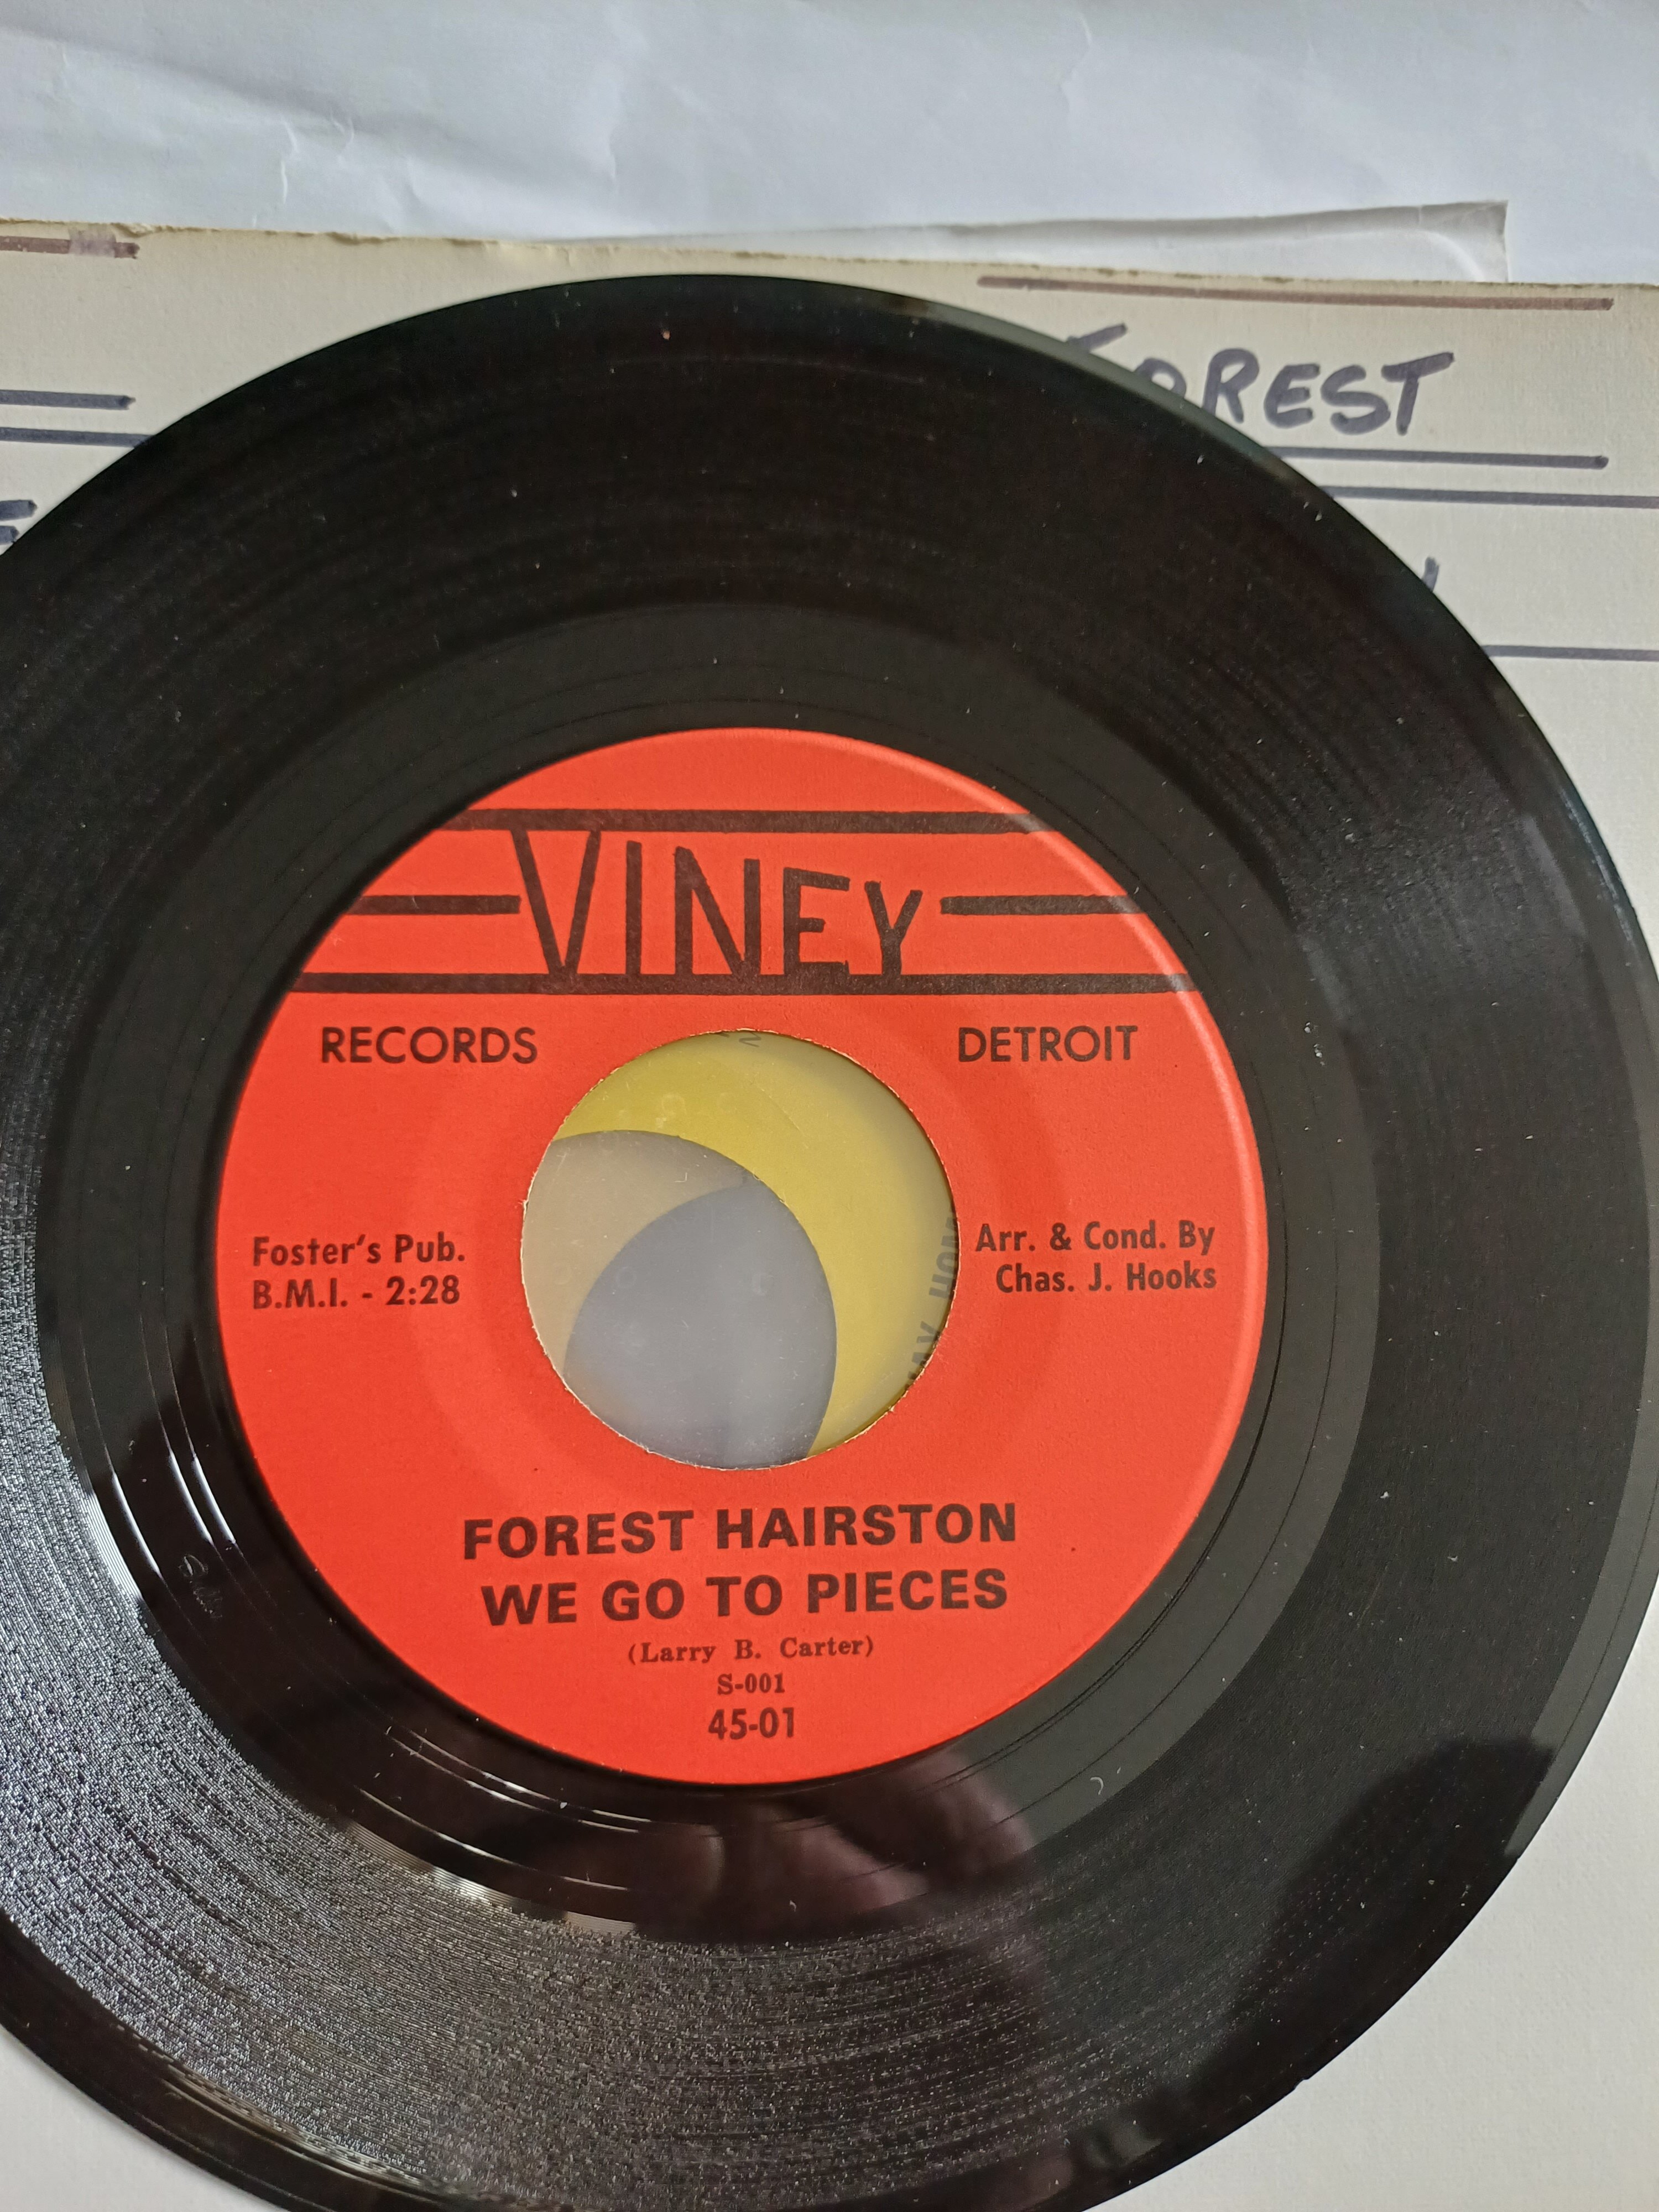 FOREST
VINEY
RECORDS
DETROIT
Foster's Pub.
B.M.I. - 2:28
Arr. & Cond. By
Chas. J. Hooks
FOREST HAIRSTON
WE GO TO PIECES
(Larry B. Carter)
S-001
45-01